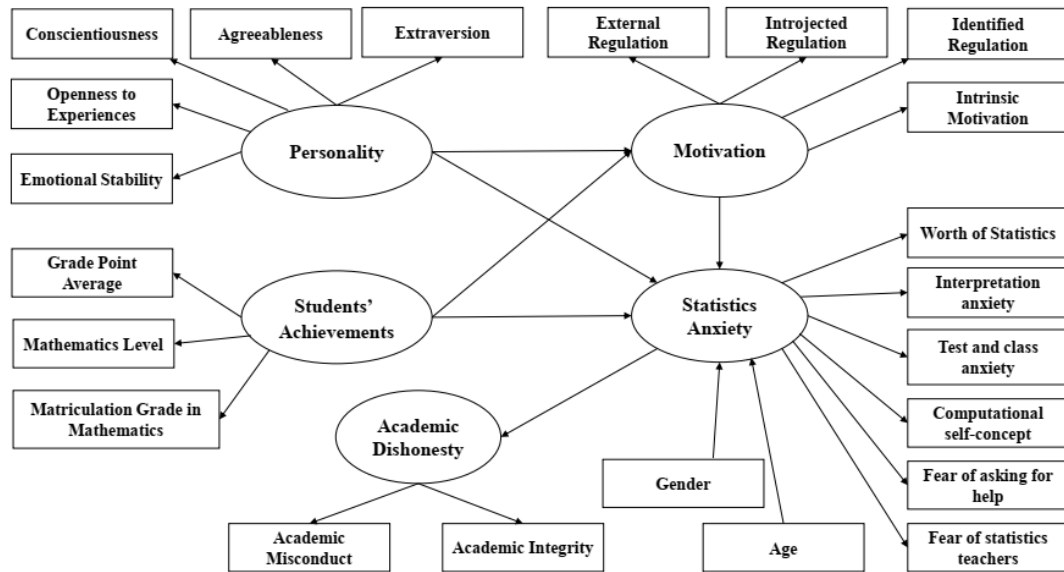 Conscientiousness
Agreeableness
Extraversion
External
Regulation
Introjected
Regulation
Identified
Regulation
Openness to
Experiences
Personality
Motivation
Intrinsic
Motivation
Emotional Stability
Grade Point
Average
Students’
Achievements
Statistics
Anxiety
Worth of Statistics
Interpretation
anxiety
Mathematics Level
Test and class
anxiety
Matriculation Grade in
Mathematics
Academic
Dishonesty
Computational
self-concept
Gender
Fear of asking for
help
Academic
Misconduct
Academic Integrity
Age
Fear of statistics
teachers